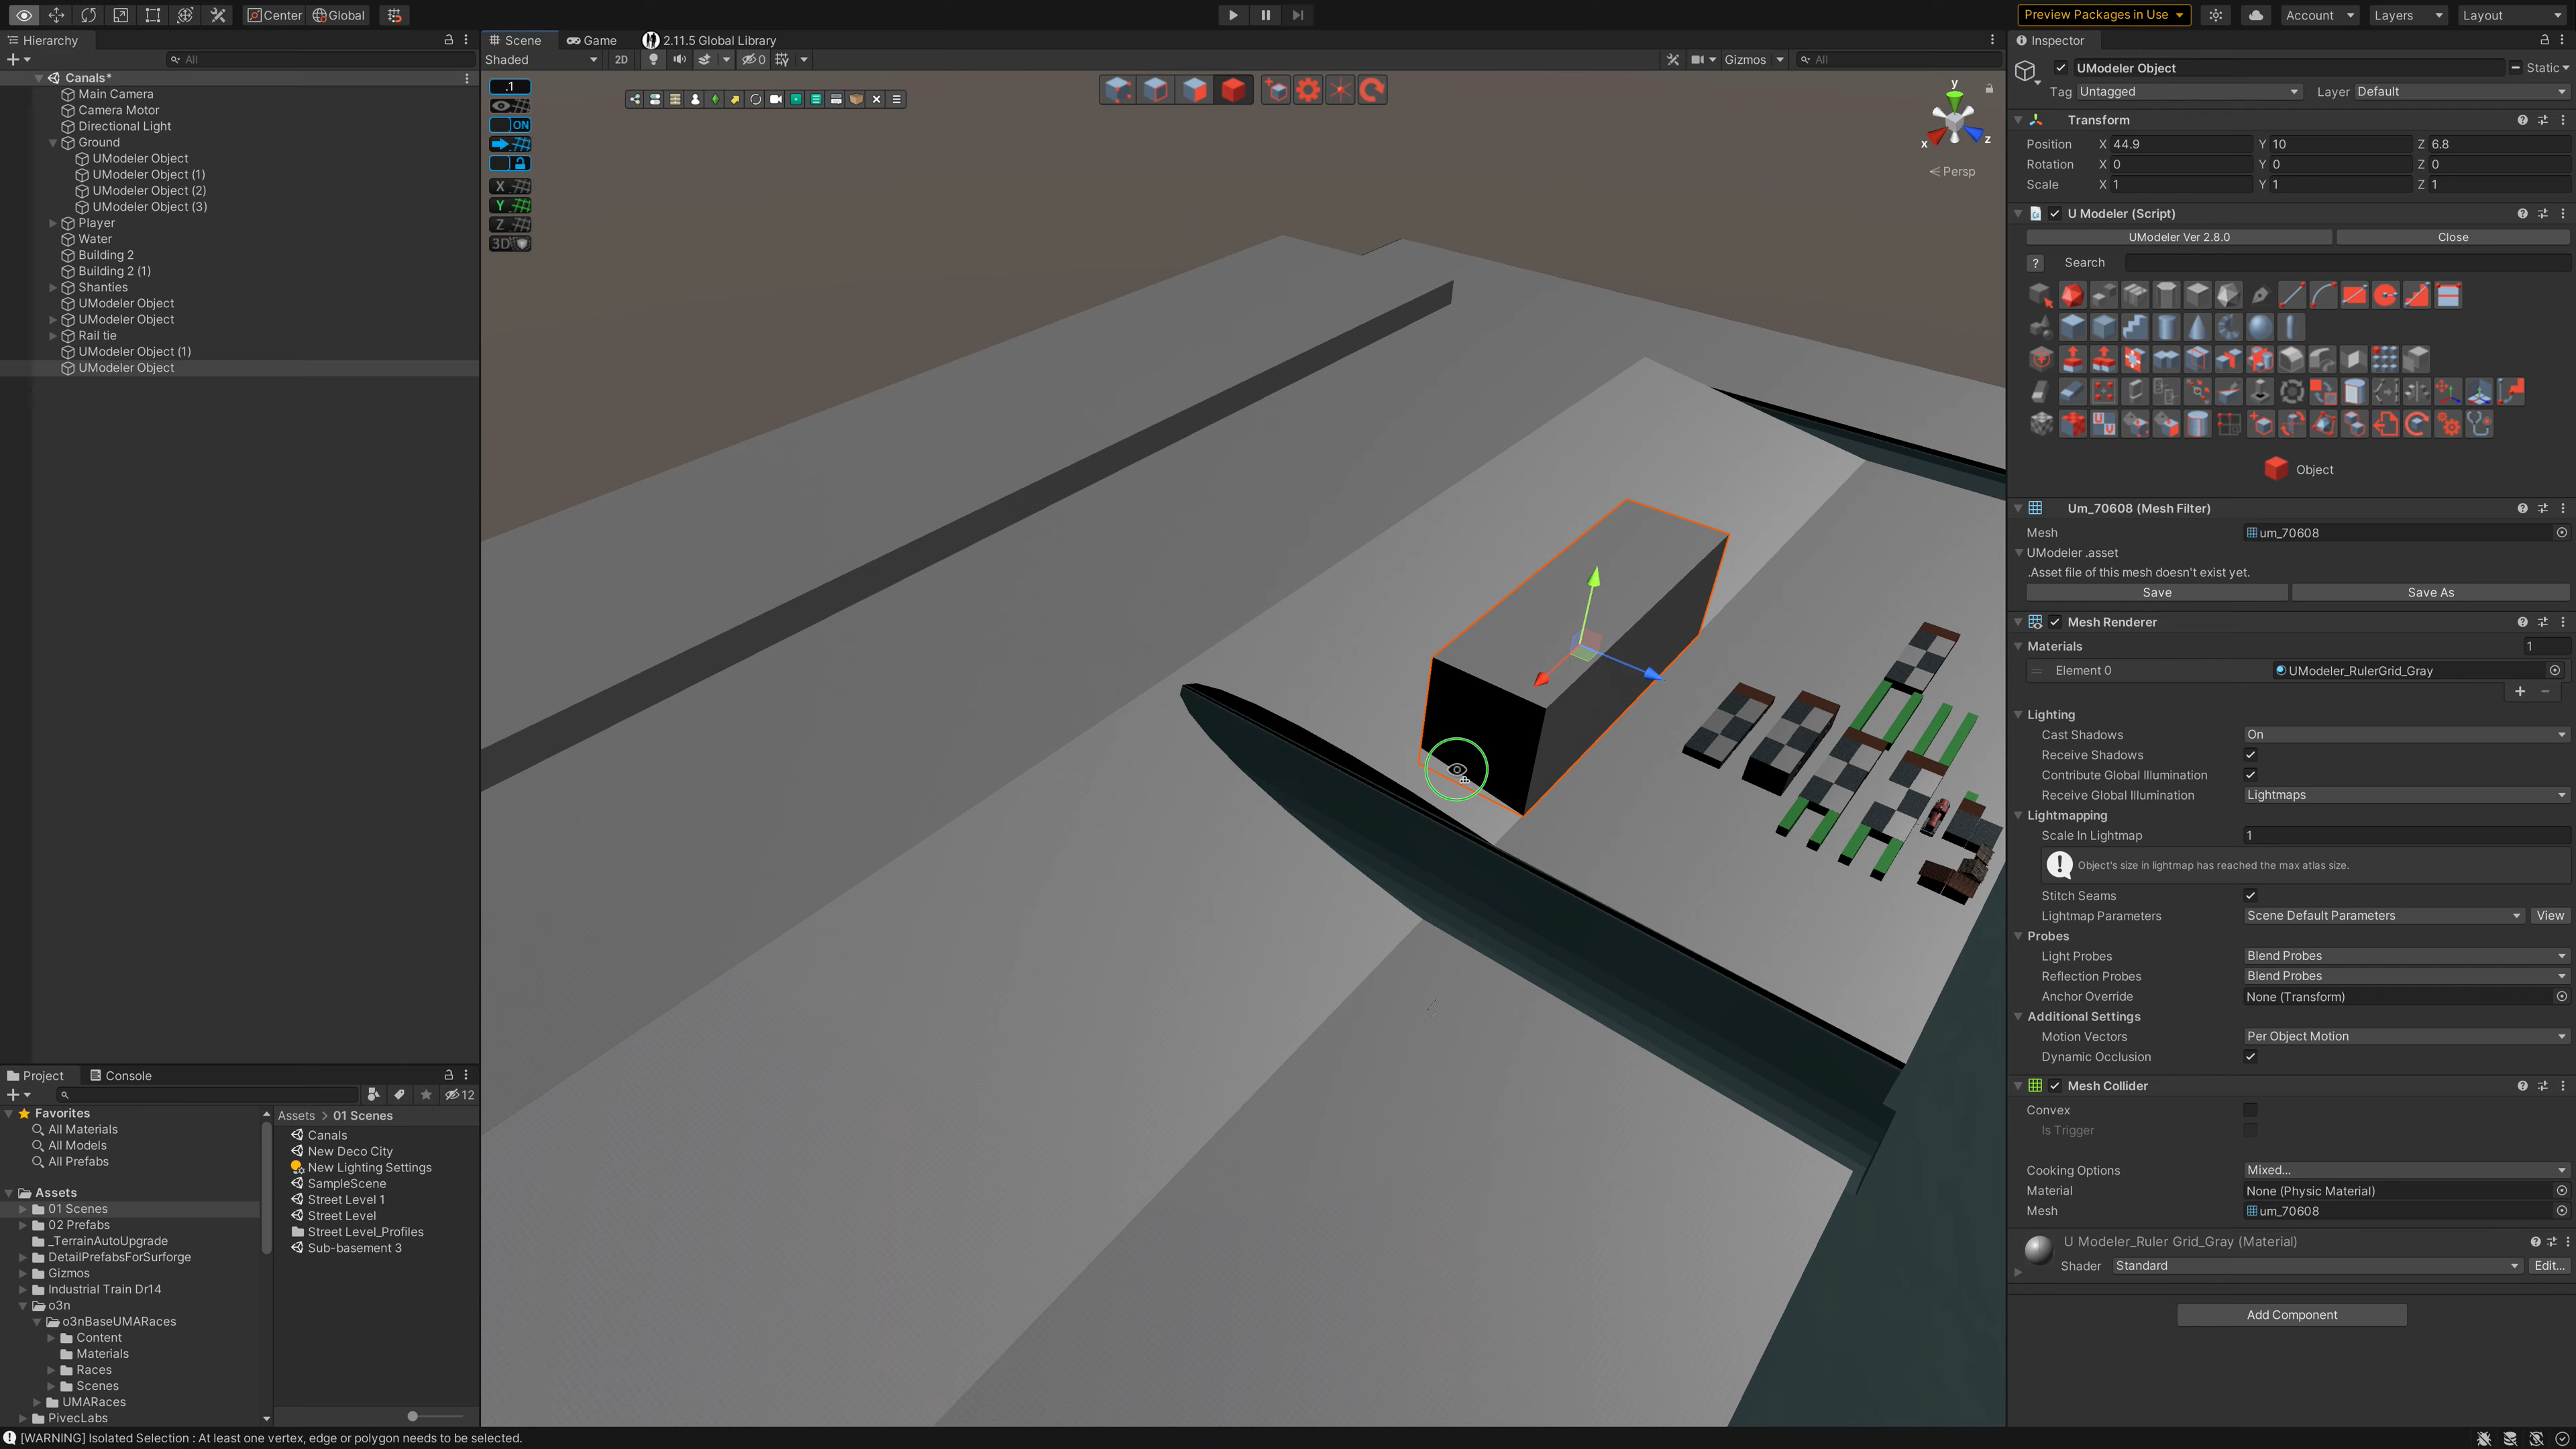 Center
Global
Preview Packages in Use
Account
Layers
Layout
Hierarchy
All
Canals*
Main Camera
Camera Motor
Directional Light
Ground
UModeler Object
UModeler Object (1)
UModeler Object (2)
UModeler Object (3)
Player
Water
Building 2
Building 2 (1)
Shanties
UModeler Object
UModeler Object
Rail tie
UModeler Object (1)
UModeler Object
Scene
Game
2.11.5 Global Library
Shaded
2D
0
Gizmos
All
.1
ON
X
Y
Z
3D
y
x
z
Persp
Inspector
UModeler Object
Static
Tag Untagged
Layer Default
Transform
Position X 44.9 Y 10 Z 6.8
Rotation X 0 Y 0 Z 0
Scale X 1 Y 1 Z 1
U Modeler (Script)
UModeler Ver 2.8.0
Close
? Search
Object
Um_70608 (Mesh Filter)
Mesh um_70608
UModeler .asset
.Asset file of this mesh doesn't exist yet.
Save
Save As
Mesh Renderer
Materials 1
Element 0 UModeler_RulerGrid_Gray
Lighting
Cast Shadows On
Receive Shadows
Contribute Global Illumination
Receive Global Illumination Lightmaps
Lightmapping
Scale In Lightmap 1
Object's size in lightmap has reached the max atlas size.
Stitch Seams
Lightmap Parameters Scene Default Parameters View
Probes
Light Probes Blend Probes
Reflection Probes Blend Probes
Anchor Override None (Transform)
Additional Settings
Motion Vectors Per Object Motion
Dynamic Occlusion
Mesh Collider
Convex
Is Trigger
Cooking Options Mixed...
Material None (Physic Material)
Mesh um_70608
U Modeler_Ruler Grid_Gray (Material)
Shader Standard Edit...
Add Component
Project
Console
12
Favorites
All Materials
All Models
All Prefabs
Assets
01 Scenes
02 Prefabs
_TerrainAutoUpgrade
DetailPrefabsForSurforge
Gizmos
Industrial Train Dr14
o3n
o3nBaseUMARaces
Content
Materials
Races
Scenes
UMARaces
PivecLabs
Assets > 01 Scenes
Canals
New Deco City
New Lighting Settings
SampleScene
Street Level 1
Street Level
Street Level_Profiles
Sub-basement 3
[WARNING] Isolated Selection : At least one vertex, edge or polygon needs to be selected.